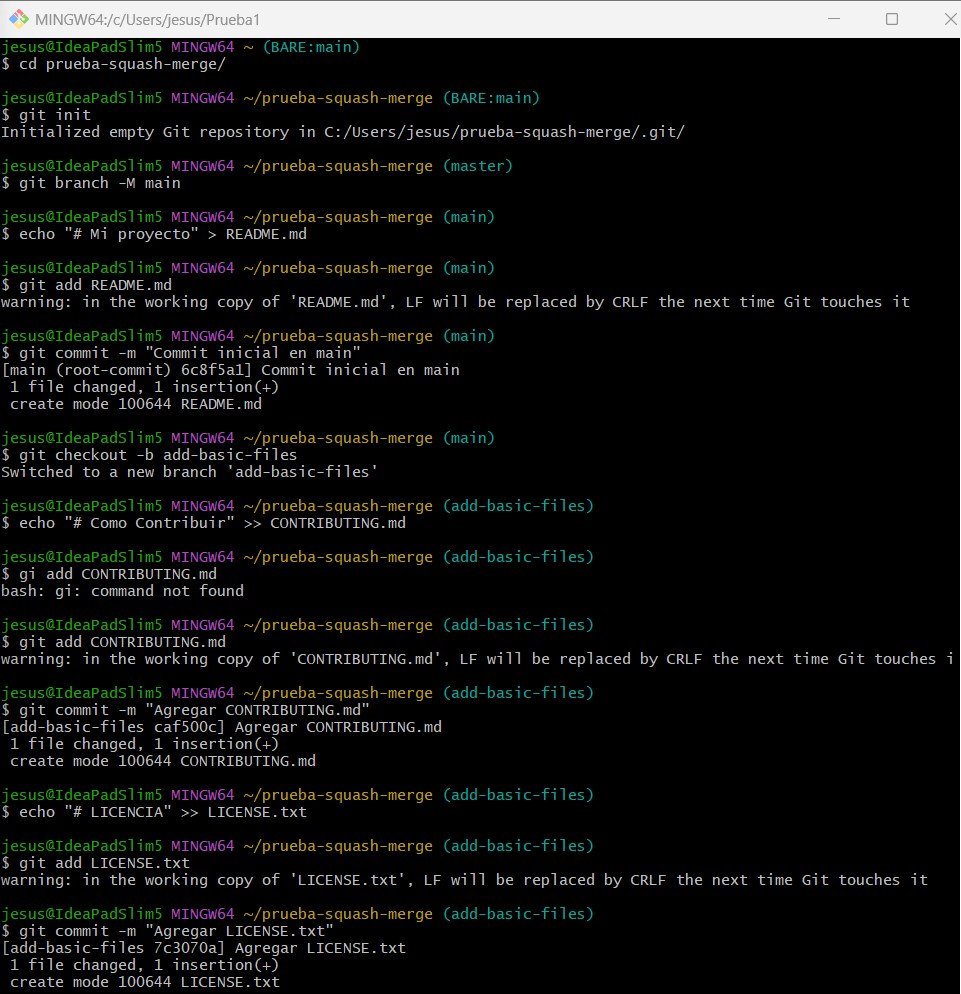 MINGW64:/c/Users/jesus/Prueba1
jesus@IdeaPadSlim5 MINGW64 ~ (BARE:main)
$ cd prueba-squash-merge/
jesus@IdeaPadSlim5 MINGW64 ~/prueba-squash-merge (BARE:main)
$ git init
Initialized empty Git repository in C:/Users/jesus/prueba-squash-merge/.git/
jesus@IdeaPadSlim5 MINGW64 ~/prueba-squash-merge (master)
$ git branch -M main
jesus@IdeaPadSlim5 MINGW64 ~/prueba-squash-merge (main)
$ echo "# Mi proyecto" > README.md
jesus@IdeaPadSlim5 MINGW64 ~/prueba-squash-merge (main)
$ git add README.md
warning: in the working copy of 'README.md', LF will be replaced by CRLF the next time Git touches it
jesus@IdeaPadSlim5 MINGW64 ~/prueba-squash-merge (main)
$ git commit -m "Commit inicial en main"
[main (root-commit) 6c8f5a1] Commit inicial en main
 1 file changed, 1 insertion(+)
 create mode 100644 README.md
jesus@IdeaPadSlim5 MINGW64 ~/prueba-squash-merge (main)
$ git checkout -b add-basic-files
Switched to a new branch 'add-basic-files'
jesus@IdeaPadSlim5 MINGW64 ~/prueba-squash-merge (add-basic-files)
$ echo "# Como Contribuir" >> CONTRIBUTING.md
jesus@IdeaPadSlim5 MINGW64 ~/prueba-squash-merge (add-basic-files)
$ gi add CONTRIBUTING.md
bash: gi: command not found
jesus@IdeaPadSlim5 MINGW64 ~/prueba-squash-merge (add-basic-files)
$ git add CONTRIBUTING.md
warning: in the working copy of 'CONTRIBUTING.md', LF will be replaced by CRLF the next time Git touches i
jesus@IdeaPadSlim5 MINGW64 ~/prueba-squash-merge (add-basic-files)
$ git commit -m "Agregar CONTRIBUTING.md"
[add-basic-files caf500c] Agregar CONTRIBUTING.md
 1 file changed, 1 insertion(+)
 create mode 100644 CONTRIBUTING.md
jesus@IdeaPadSlim5 MINGW64 ~/prueba-squash-merge (add-basic-files)
$ echo "# LICENCIA" >> LICENSE.txt
jesus@IdeaPadSlim5 MINGW64 ~/prueba-squash-merge (add-basic-files)
$ git add LICENSE.txt
warning: in the working copy of 'LICENSE.txt', LF will be replaced by CRLF the next time Git touches it
jesus@IdeaPadSlim5 MINGW64 ~/prueba-squash-merge (add-basic-files)
$ git commit -m "Agregar LICENSE.txt"
[add-basic-files 7c3070a] Agregar LICENSE.txt
 1 file changed, 1 insertion(+)
 create mode 100644 LICENSE.txt